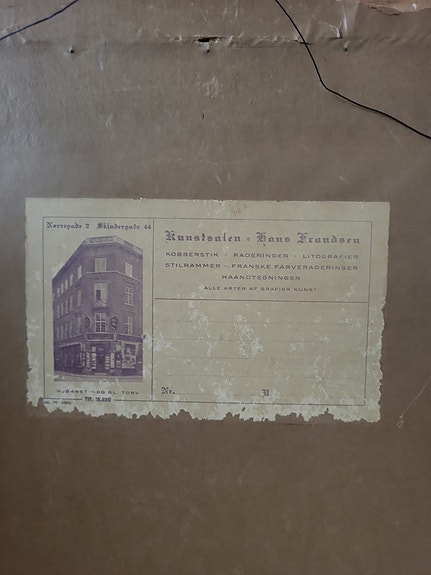 Nørregade 2 Skindergade 44
Kunstsalen · Hans Frandsen
KOBBERSTIK · RADERINGER · LITOGRAFIER
STILRAMMER · FRANSKE FARVERADERINGER
HAANDTEGNINGER
ALLE ARTER AF GRAFISK KUNST
HJØRNET GL. TORV
Tlf.
Nr.